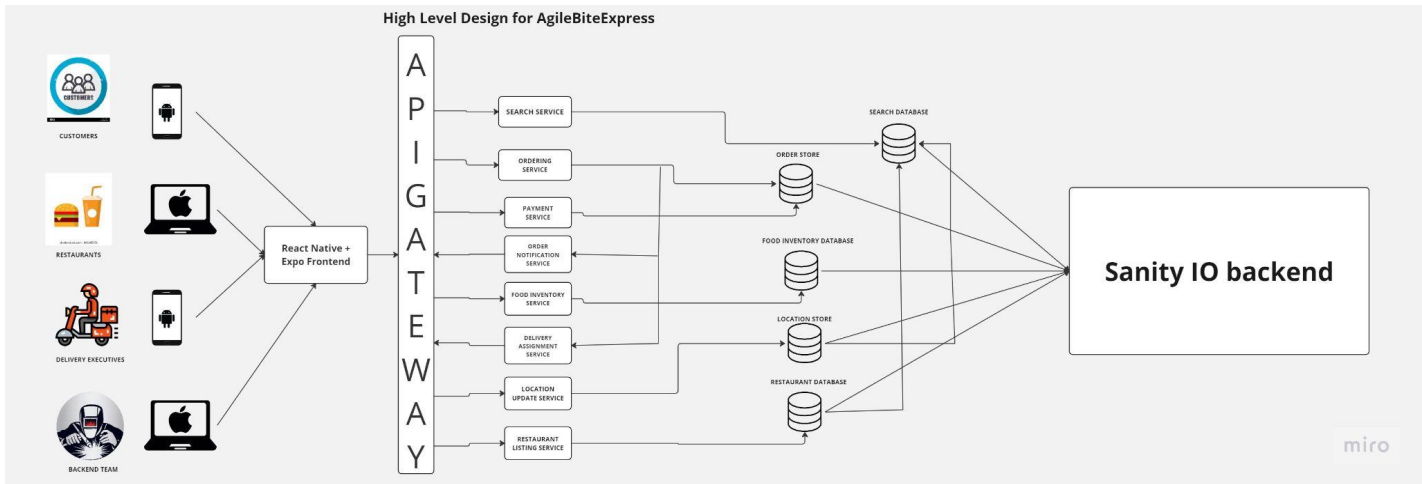 High Level Design for AgileBiteExpress
CUSTOMERS
CUSTOMERS
RESTAURANTS
DELIVERY EXECUTIVES
BACKEND TEAM
React Native +
Expo Frontend
A
P
I
G
A
T
E
W
A
Y
SEARCH SERVICE
ORDERING
SERVICE
PAYMENT
SERVICE
ORDER
NOTIFICATION
SERVICE
FOOD INVENTORY
SERVICE
DELIVERY
ASSIGNMENT
SERVICE
LOCATION
UPDATE SERVICE
RESTAURANT
LISTING SERVICE
SEARCH DATABASE
ORDER STORE
FOOD INVENTORY DATABASE
LOCATION STORE
RESTAURANT DATABASE
Sanity IO backend
miro